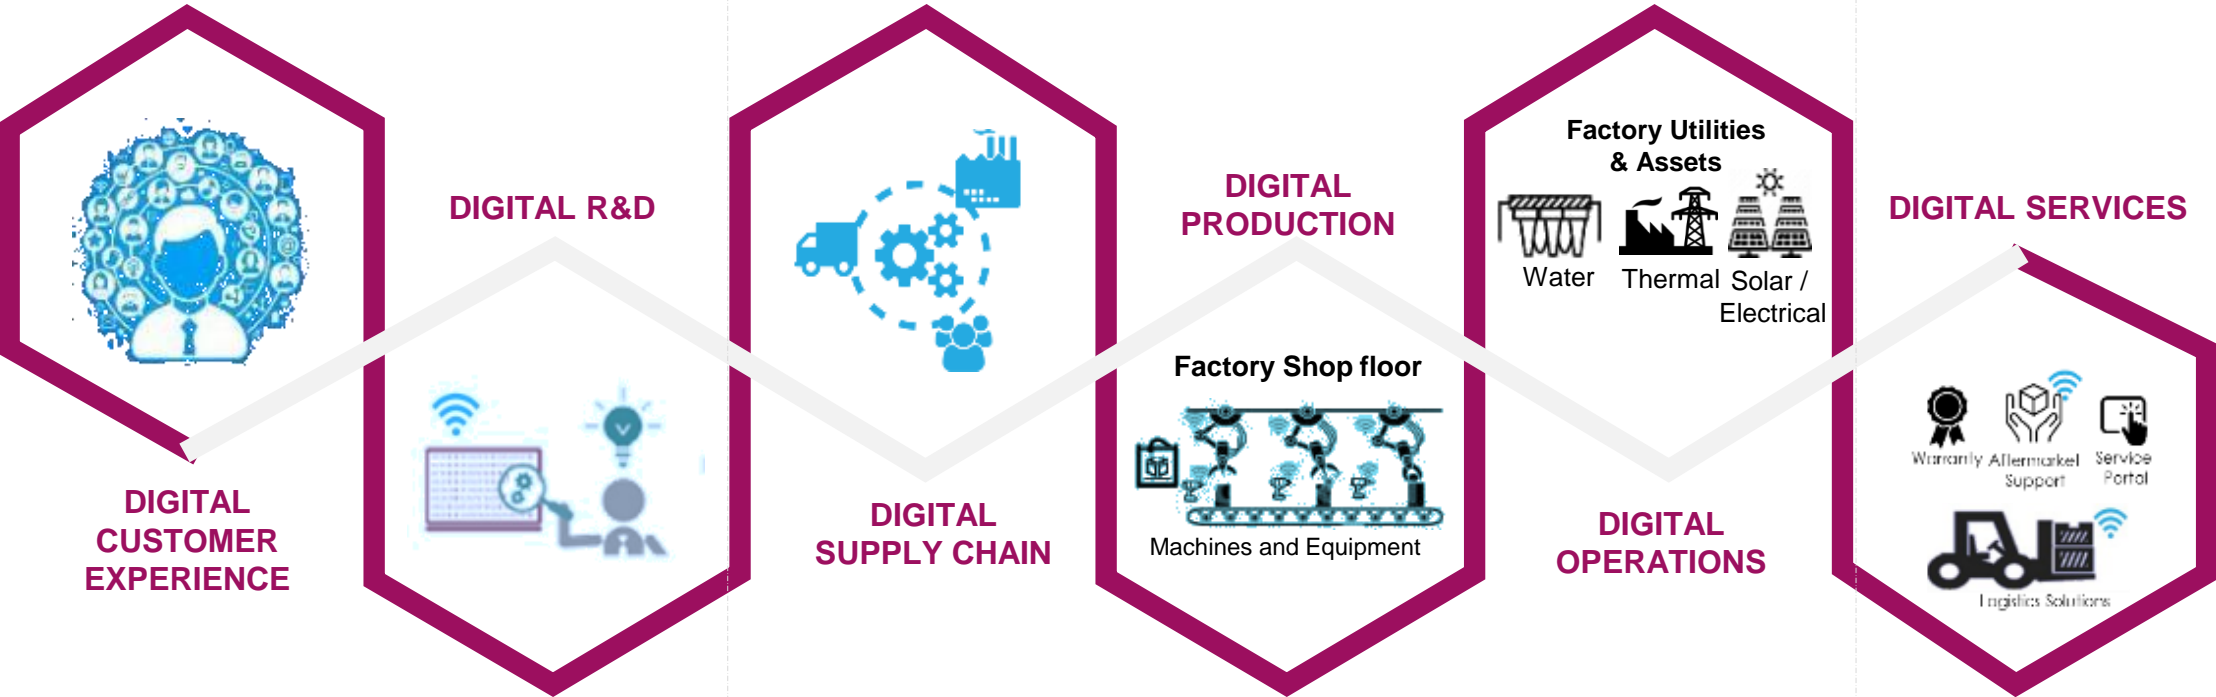 DIGITAL
CUSTOMER
EXPERIENCE
DIGITAL R&D
DIGITAL
SUPPLY CHAIN
DIGITAL
PRODUCTION
Factory Shop floor
Machines and Equipment
Factory Utilities
& Assets
Water
Thermal
Solar /
Electrical
DIGITAL
OPERATIONS
DIGITAL SERVICES
Warranty
Aftermarket
Support
Service
Portal
Logistics Solutions